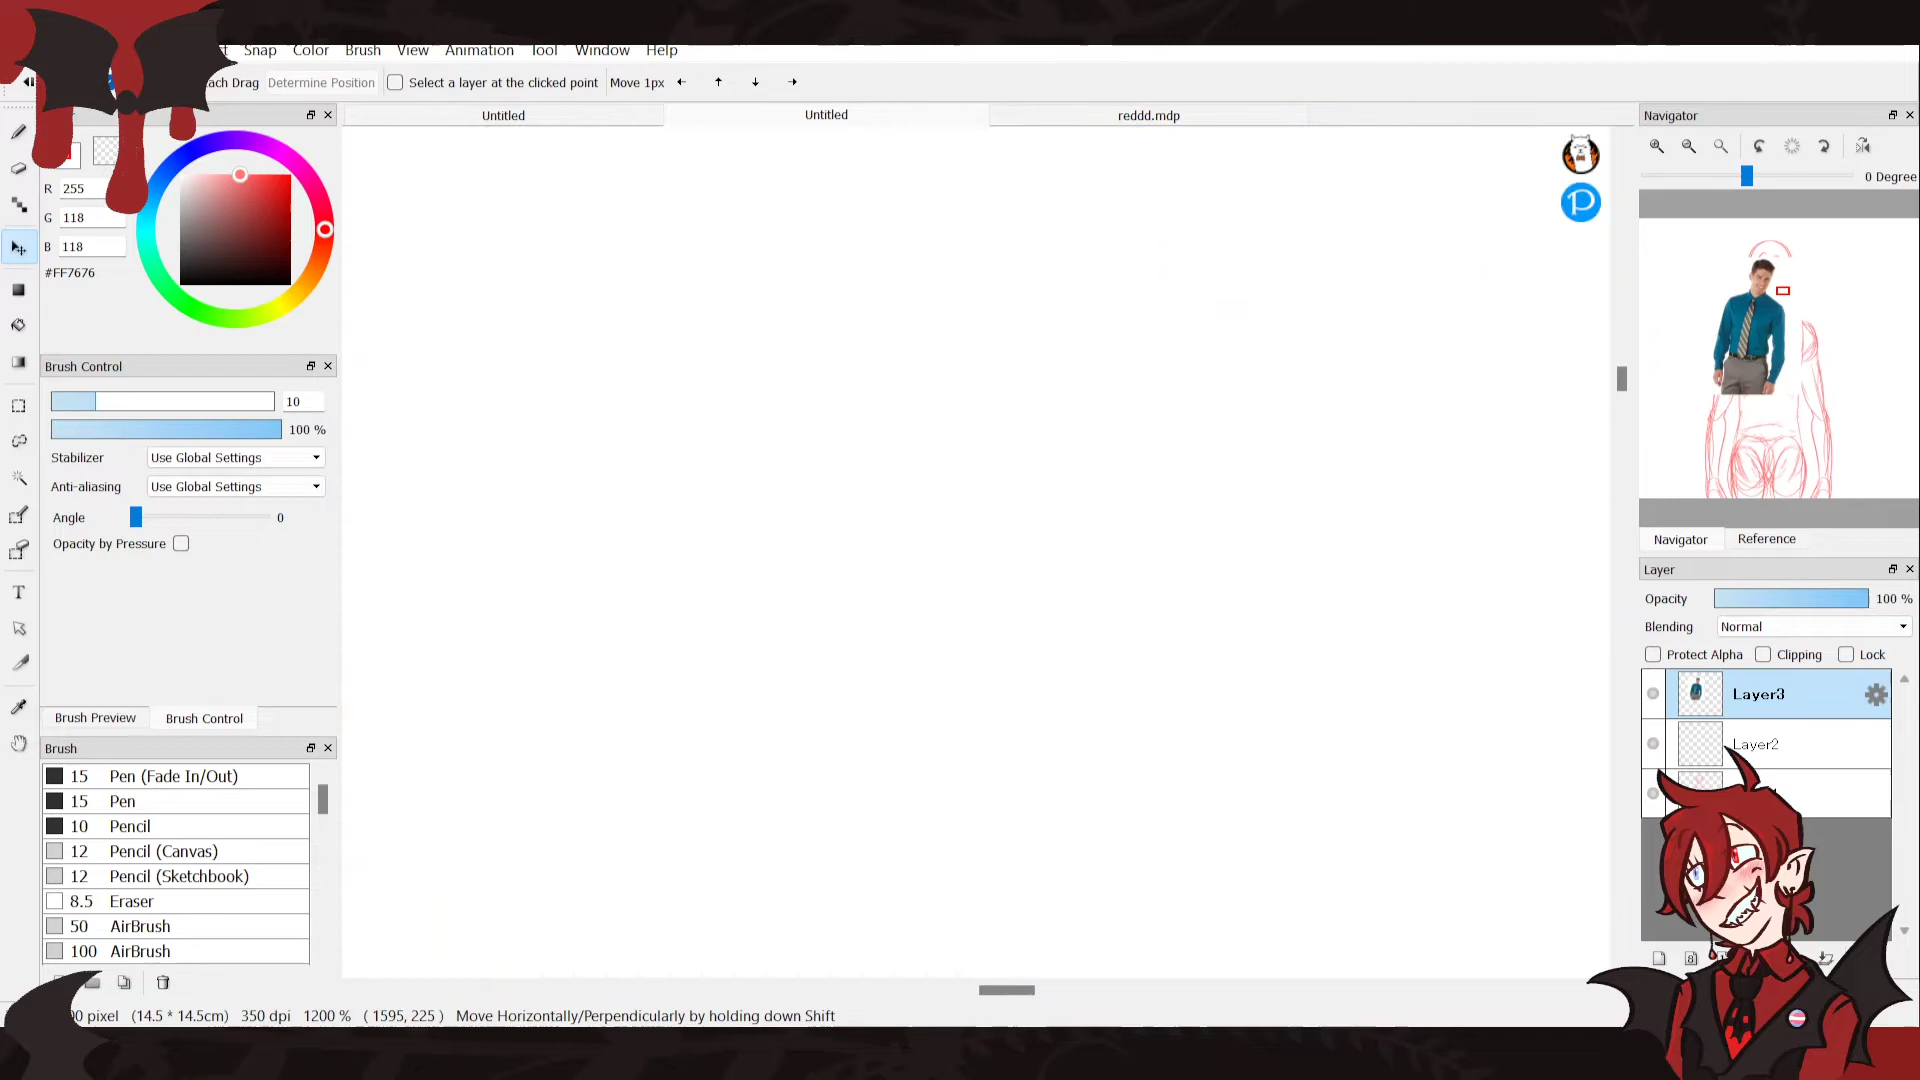 Snap Color Brush View Animation Tool Window Help
ach Drag Determine Position Select a layer at the clicked point Move 1px
Untitled Untitled reddd.mdp
Navigator
R 255
G 118
B 118
#FF7676
0 Degree
Brush Control
10
100 %
Stabilizer Use Global Settings
Anti-aliasing Use Global Settings
Angle 0
Opacity by Pressure
Navigator Reference
Layer
Opacity 100 %
Blending Normal
Protect Alpha Clipping Lock
Layer3
Layer2
Brush Preview Brush Control
Brush
15 Pen (Fade In/Out)
15 Pen
10 Pencil
12 Pencil (Canvas)
12 Pencil (Sketchbook)
8.5 Eraser
50 AirBrush
100 AirBrush
pixel (14.5 * 14.5cm) 350 dpi 1200 % ( 1595, 225 ) Move Horizontally/Perpendicularly by holding down Shift